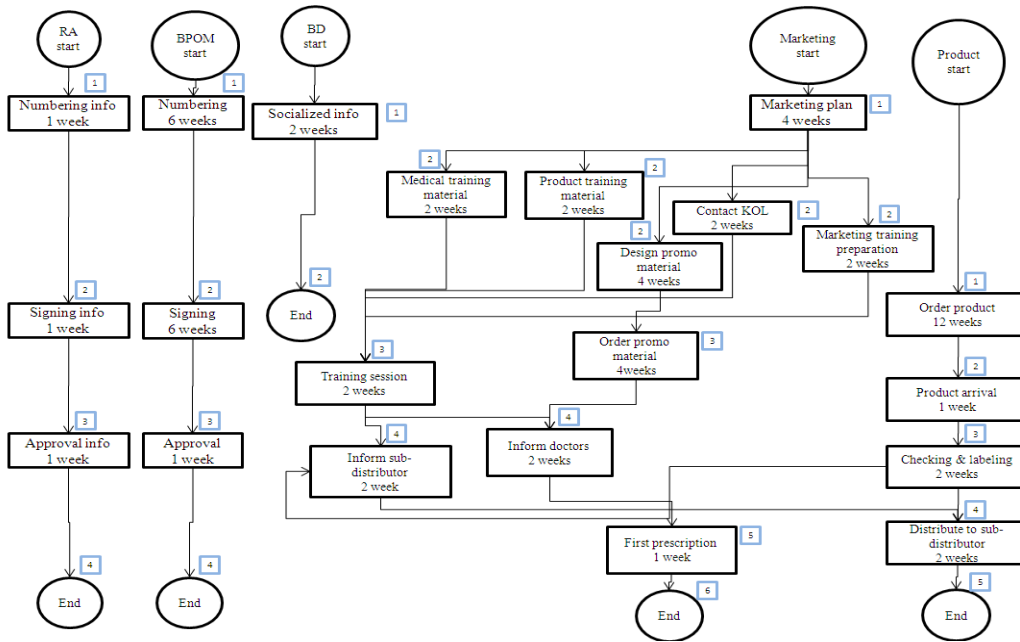 RA
start
BPOM
start
BD
start
Marketing
start
Product
start
1
Numbering info
1 week
1
Numbering
6 weeks
1
Socialized info
2 weeks
1
Marketing plan
4 weeks
2
Medical training
material
2 weeks
2
Product training
material
2 weeks
2
Contact KOL
2 weeks
2
Marketing training
preparation
2 weeks
2
Design promo
material
4 weeks
2
End
1
Order product
12 weeks
2
Signing info
1 week
2
Signing
6 weeks
3
Order promo
material
4weeks
3
Training session
2 weeks
2
Product arrival
1 week
3
Approval info
1 week
3
Approval
1 week
4
Inform sub-
distributor
2 week
4
Inform doctors
2 weeks
3
Checking & labeling
2 weeks
4
Distribute to sub-
distributor
2 weeks
5
First prescription
1 week
4
End
4
End
6
End
5
End